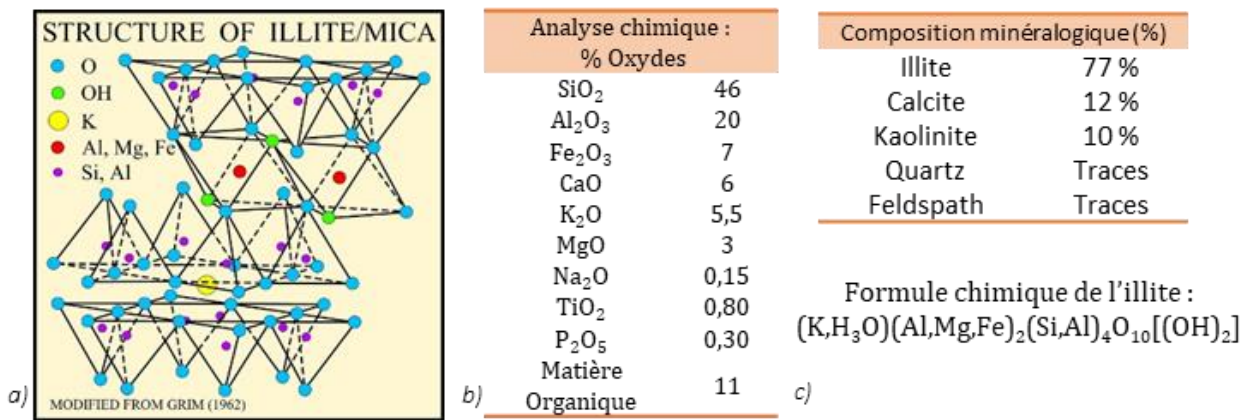 STRUCTURE OF ILLITE/MICA
O
OH
K
Al, Mg, Fe
Si, Al
MODIFIED FROM GRIM (1962)
a)
Analyse chimique :
% Oxydes
SiO₂ 46
Al₂O₃ 20
Fe₂O₃ 7
CaO 6
K₂O 5,5
MgO 3
Na₂O 0,15
TiO₂ 0,80
P₂O₅ 0,30
Matière
Organique 11
b)
Composition minéralogique (%)
Illite 77 %
Calcite 12 %
Kaolinite 10 %
Quartz Traces
Feldspath Traces
Formule chimique de l’illite :
(K,H₃O)(Al,Mg,Fe)₂(Si,Al)₄O₁₀[(OH)₂]
c)